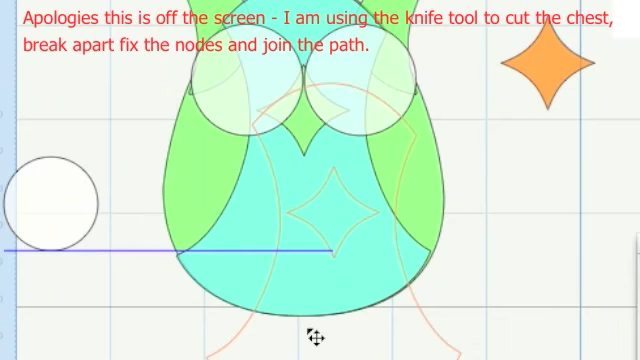 Apologies this is off the screen - I am using the knife tool to cut the chest,
break apart fix the nodes and join the path.